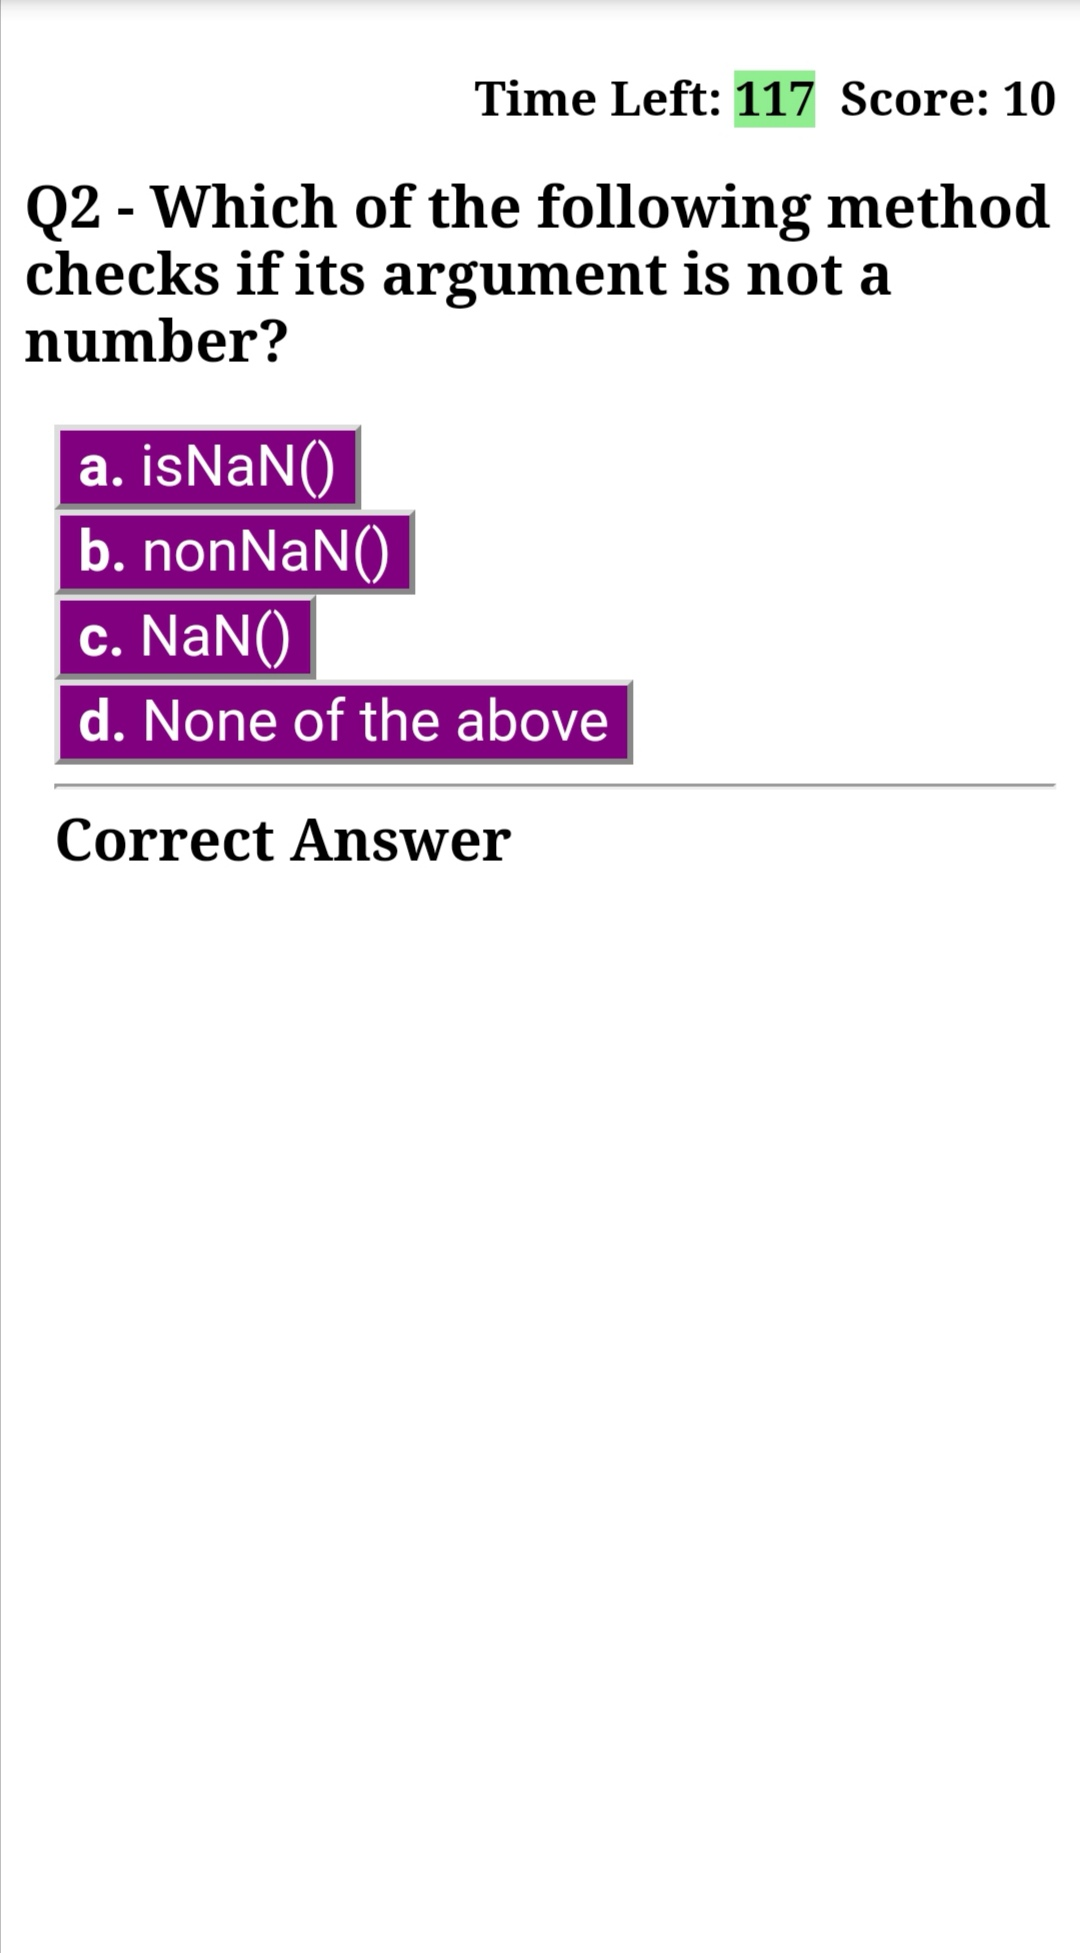 Time Left: 117 Score: 10
Q2 - Which of the following method
checks if its argument is not a
number?
a. isNaN()
b. nonNaN()
c. NaN()
d. None of the above
Correct Answer